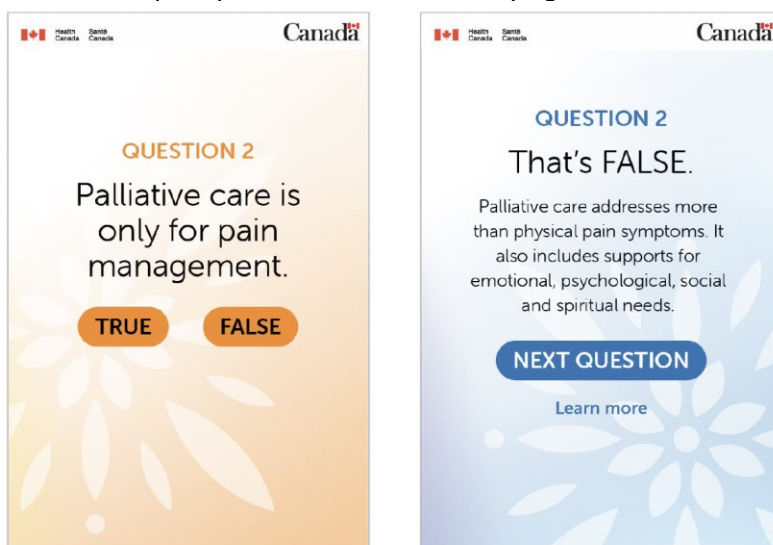 Health Canada Santé Canada
Canada
QUESTION 2
Palliative care is
only for pain
management.
TRUE FALSE
Health Canada Santé Canada
Canada
QUESTION 2
That's FALSE.
Palliative care addresses more
than physical pain symptoms. It
also includes supports for
emotional, psychological, social
and spiritual needs.
NEXT QUESTION
Learn more